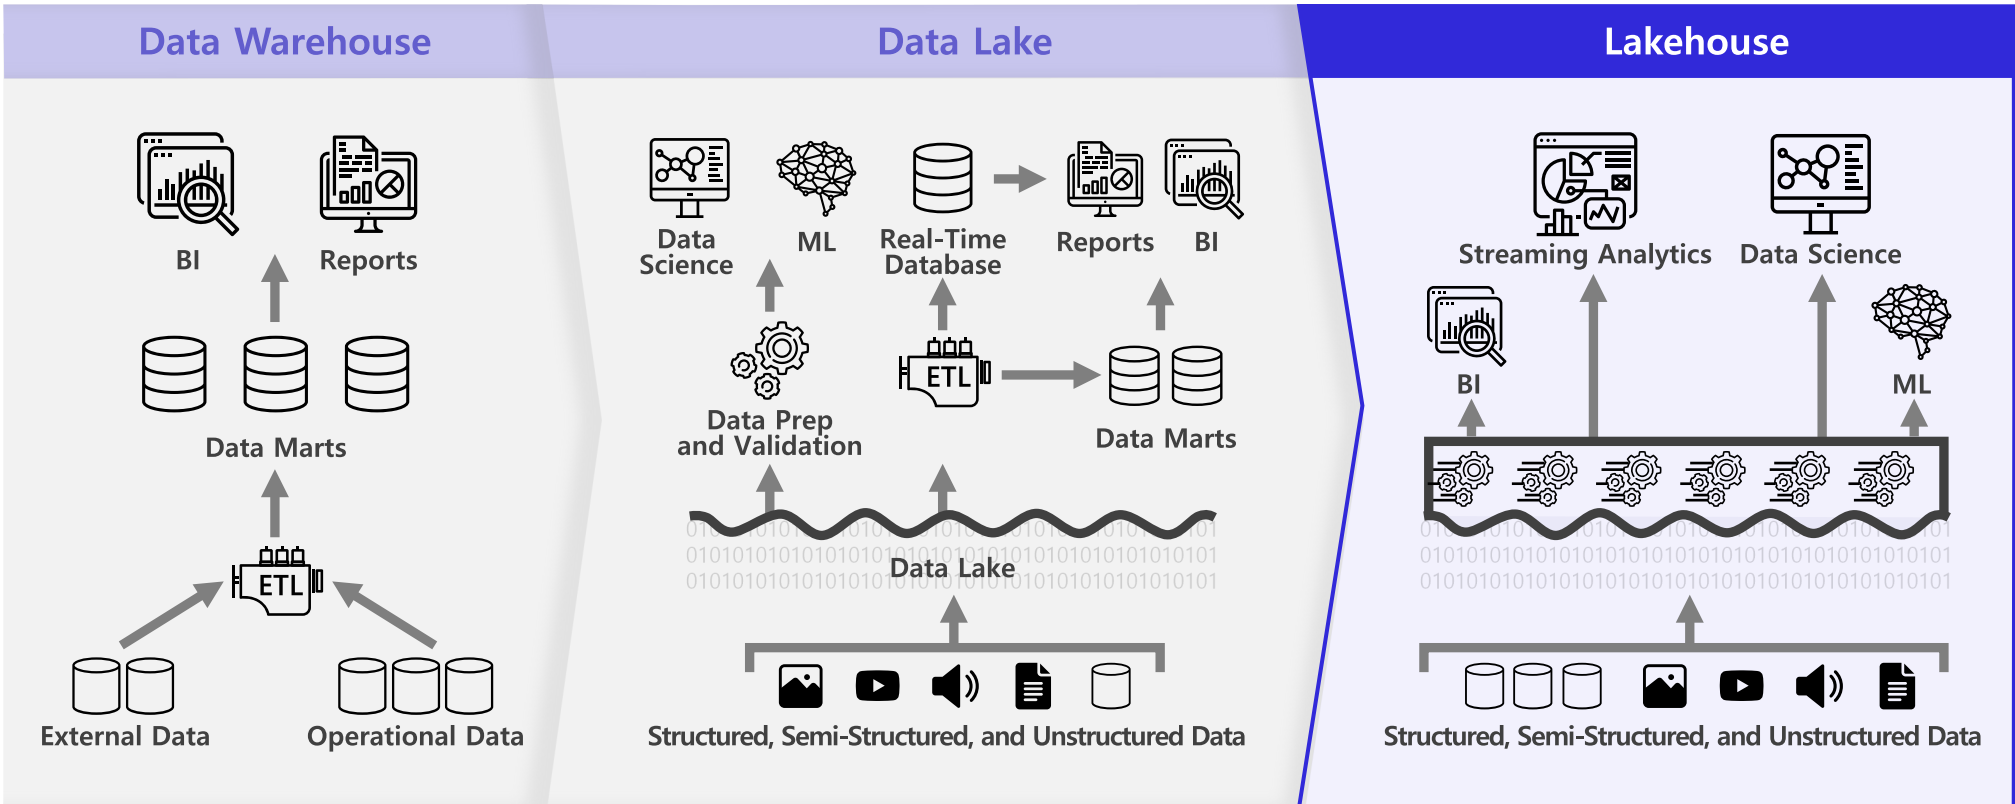 Data Warehouse
BI
Reports
Data Marts
ETL
External Data
Operational Data
Data Lake
Data
Science
ML
Real-Time
Database
Reports
BI
Data Prep
and Validation
ETL
Data Marts
Data Lake
Structured, Semi-Structured, and Unstructured Data
Lakehouse
Streaming Analytics
Data Science
BI
ML
Structured, Semi-Structured, and Unstructured Data